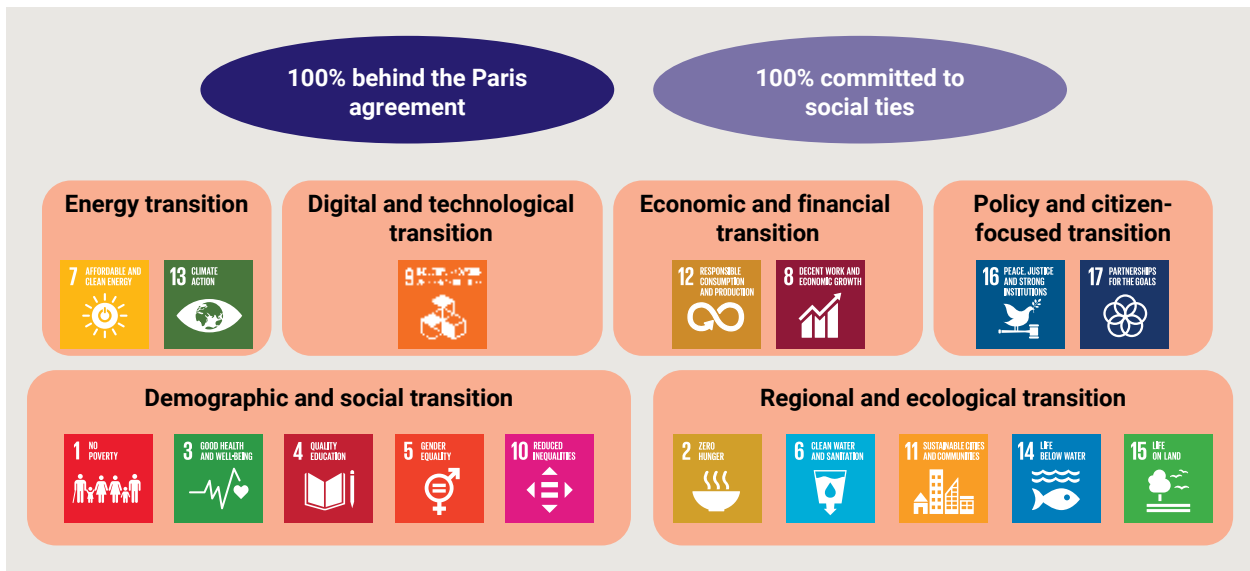 100% behind the Paris
agreement
100% committed to
social ties
Energy transition
7 AFFORDABLE AND
CLEAN ENERGY
13 CLIMATE
ACTION
Digital and technological
transition
9
Economic and financial
transition
12 RESPONSIBLE
CONSUMPTION
AND PRODUCTION
8 DECENT WORK AND
ECONOMIC GROWTH
Policy and citizen-
focused transition
16 PEACE, JUSTICE
AND STRONG
INSTITUTIONS
17 PARTNERSHIPS
FOR THE GOALS
Demographic and social transition
1 NO
POVERTY
3 GOOD HEALTH
AND WELL-BEING
4 QUALITY
EDUCATION
5 GENDER
EQUALITY
10 REDUCED
INEQUALITIES
Regional and ecological transition
2 ZERO
HUNGER
6 CLEAN WATER
AND SANITATION
11 SUSTAINABLE CITIES
AND COMMUNITIES
14 LIFE
BELOW WATER
15 LIFE
ON LAND